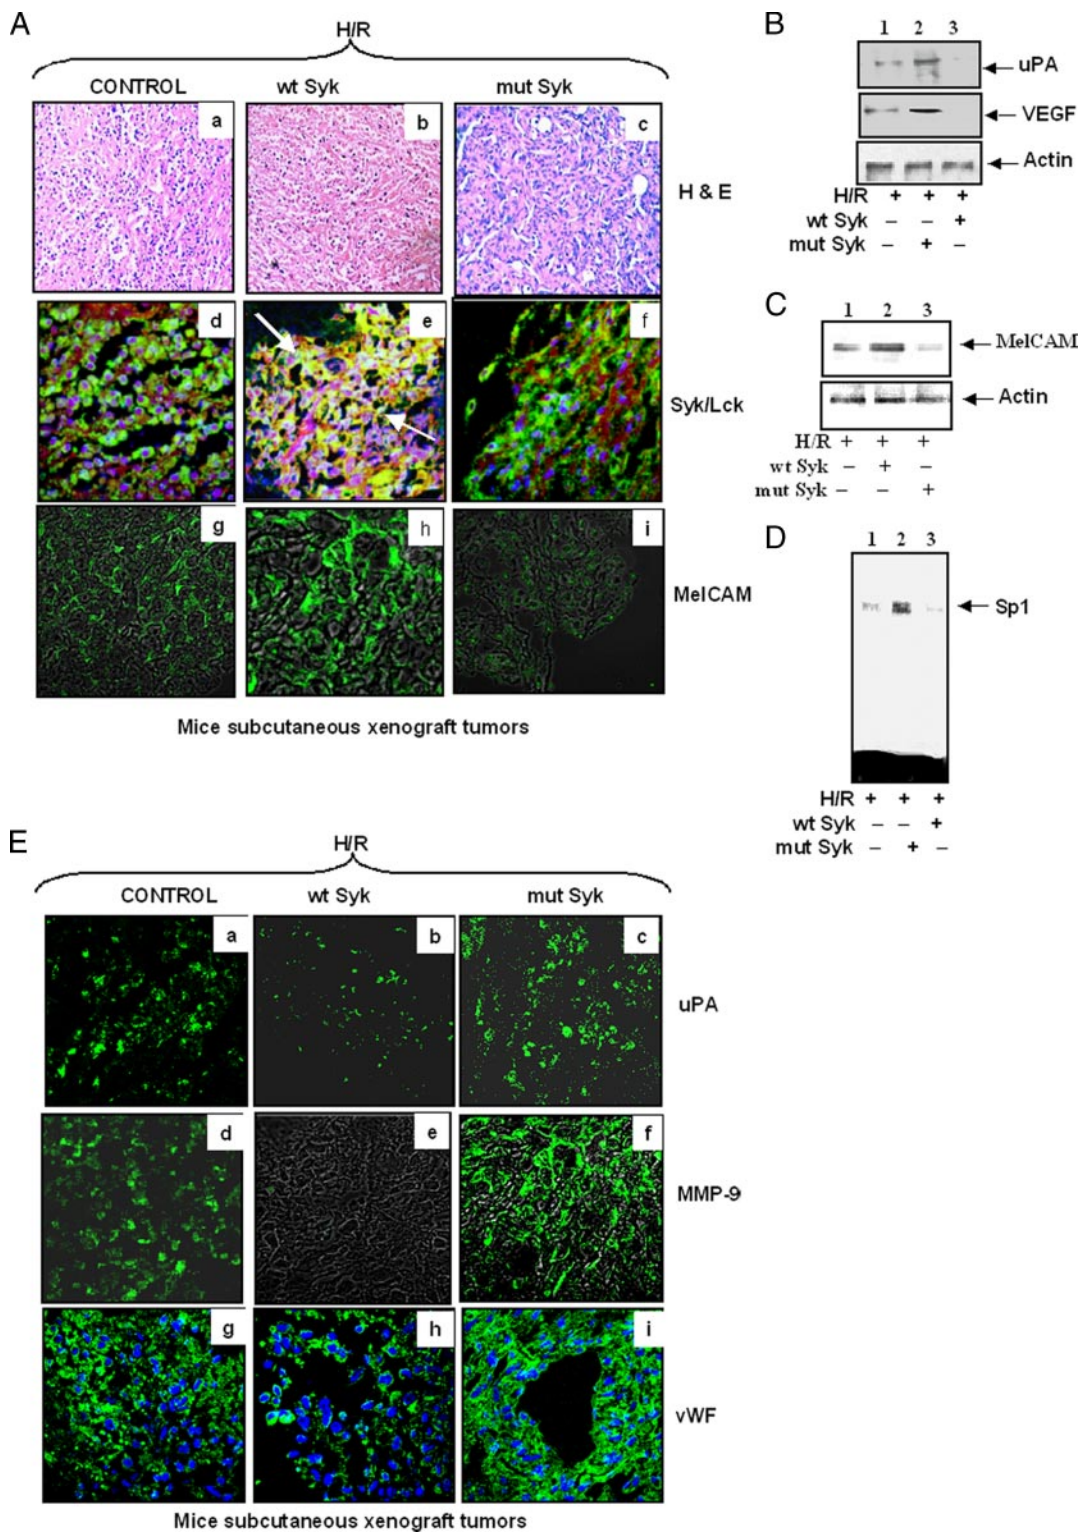 A
H/R
CONTROL wt Syk mut Syk
a b c
H & E
d e f
Syk/Lck
g h i
MelCAM
Mice subcutaneous xenograft tumors
B
1 2 3
uPA
VEGF
Actin
H/R + + +
wt Syk – – +
mut Syk – + –
C
1 2 3
MelCAM
Actin
H/R + + +
wt Syk – + –
mut Syk – – +
D
1 2 3
Sp1
H/R + + +
wt Syk – – +
mut Syk – + –
E
H/R
CONTROL wt Syk mut Syk
a b c
uPA
d e f
MMP-9
g h i
vWF
Mice subcutaneous xenograft tumors